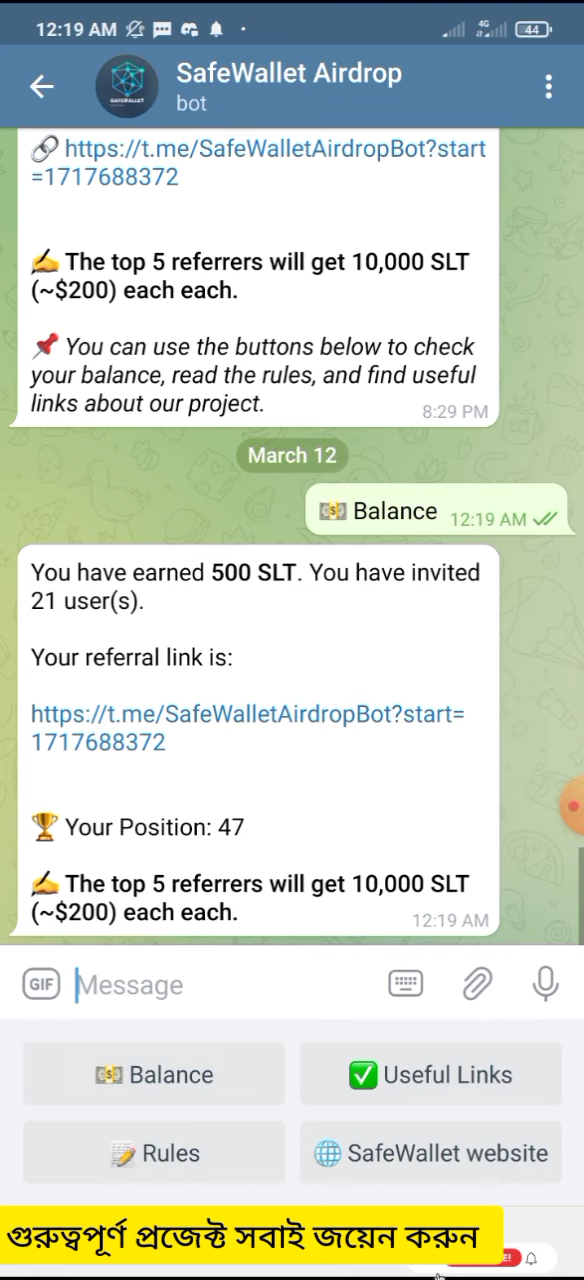 12:19 AM
4G
44
SafeWallet Airdrop
bot
SAFEWALLET
https://t.me/SafeWalletAirdropBot?start
=1717688372
The top 5 referrers will get 10,000 SLT
(~$200) each each.
You can use the buttons below to check
your balance, read the rules, and find useful
links about our project.
8:29 PM
March 12
Balance 12:19 AM
You have earned 500 SLT. You have invited
21 user(s).
Your referral link is:
https://t.me/SafeWalletAirdropBot?start=
1717688372
Your Position: 47
The top 5 referrers will get 10,000 SLT
(~$200) each each.
12:19 AM
GIF Message
Balance
Useful Links
Rules
SafeWallet website
গুরুত্বপূর্ণ প্রজেক্ট সবাই জয়েন করুন